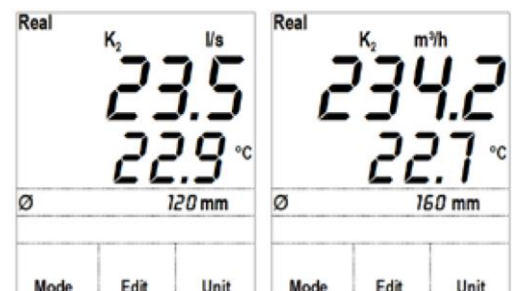 Real
K₂ l/s
23.5
22.9 °C
Ø 120 mm
Mode Edit Unit
Real
K₂ m³/h
234.2
22.7 °C
Ø 160 mm
Mode Edit Unit